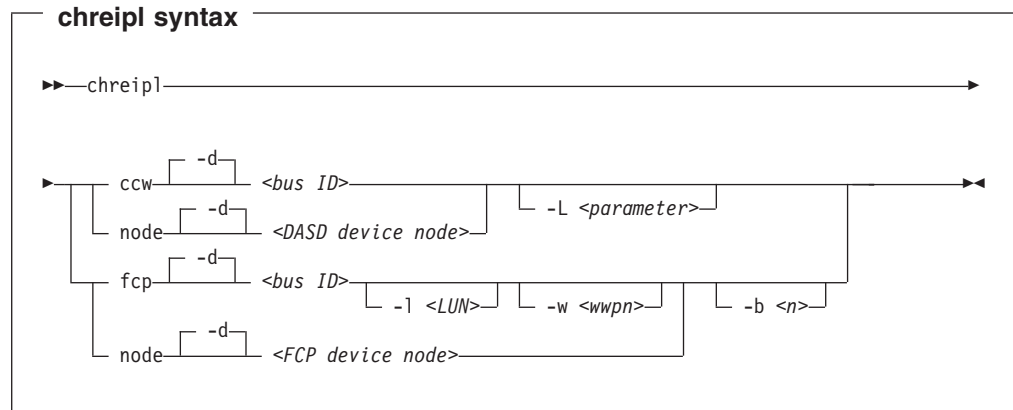 chreipl syntax
chreipl
-d
ccw <bus ID>
-L <parameter>
-d
node <DASD device node>
-d
fcp <bus ID>
-l <LUN> -w <wwpn> -b <n>
-d
node <FCP device node>